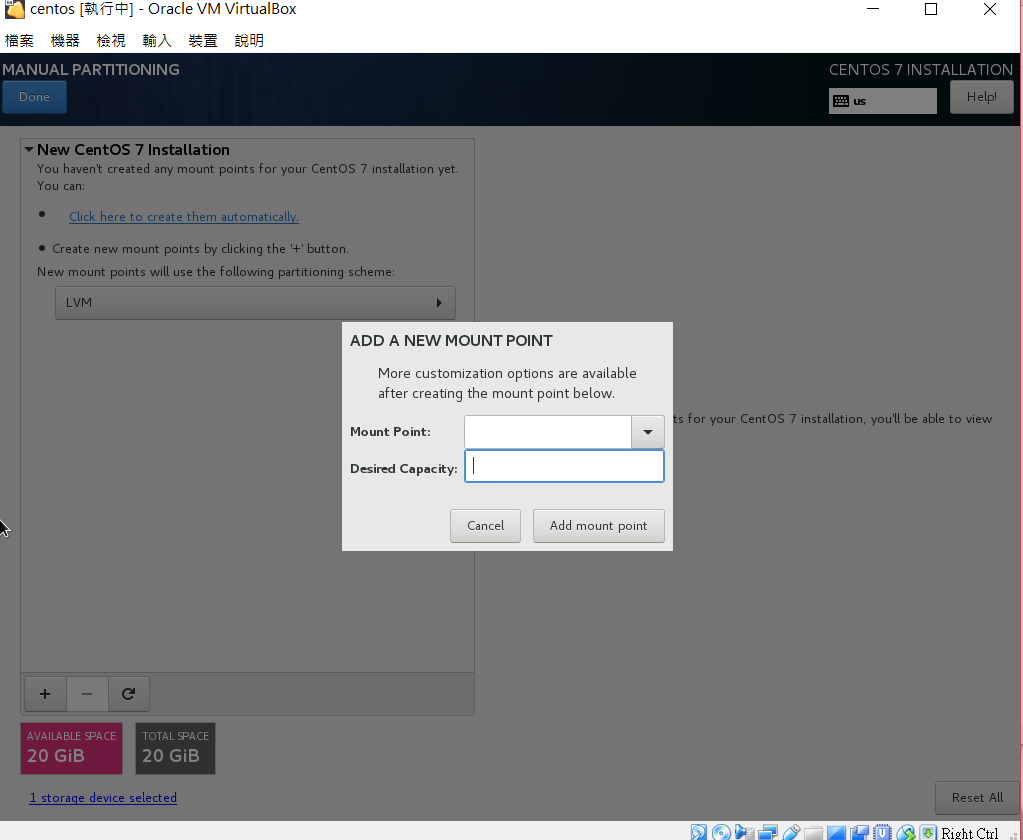 centos [執行中] - Oracle VM VirtualBox
檔案 機器 檢視 輸入 裝置 說明
MANUAL PARTITIONING
CENTOS 7 INSTALLATION
Done
us
Help!
New CentOS 7 Installation
You haven't created any mount points for your CentOS 7 installation yet.
You can:
Click here to create them automatically.
Create new mount points by clicking the '+' button.
New mount points will use the following partitioning scheme:
LVM
ADD A NEW MOUNT POINT
More customization options are available
after creating the mount point below.
ts for your CentOS 7 installation, you'll be able to view
Mount Point:
Desired Capacity:
Cancel
Add mount point
+ −
AVAILABLE SPACE
20 GiB
TOTAL SPACE
20 GiB
1 storage device selected
Reset All
Right Ctrl